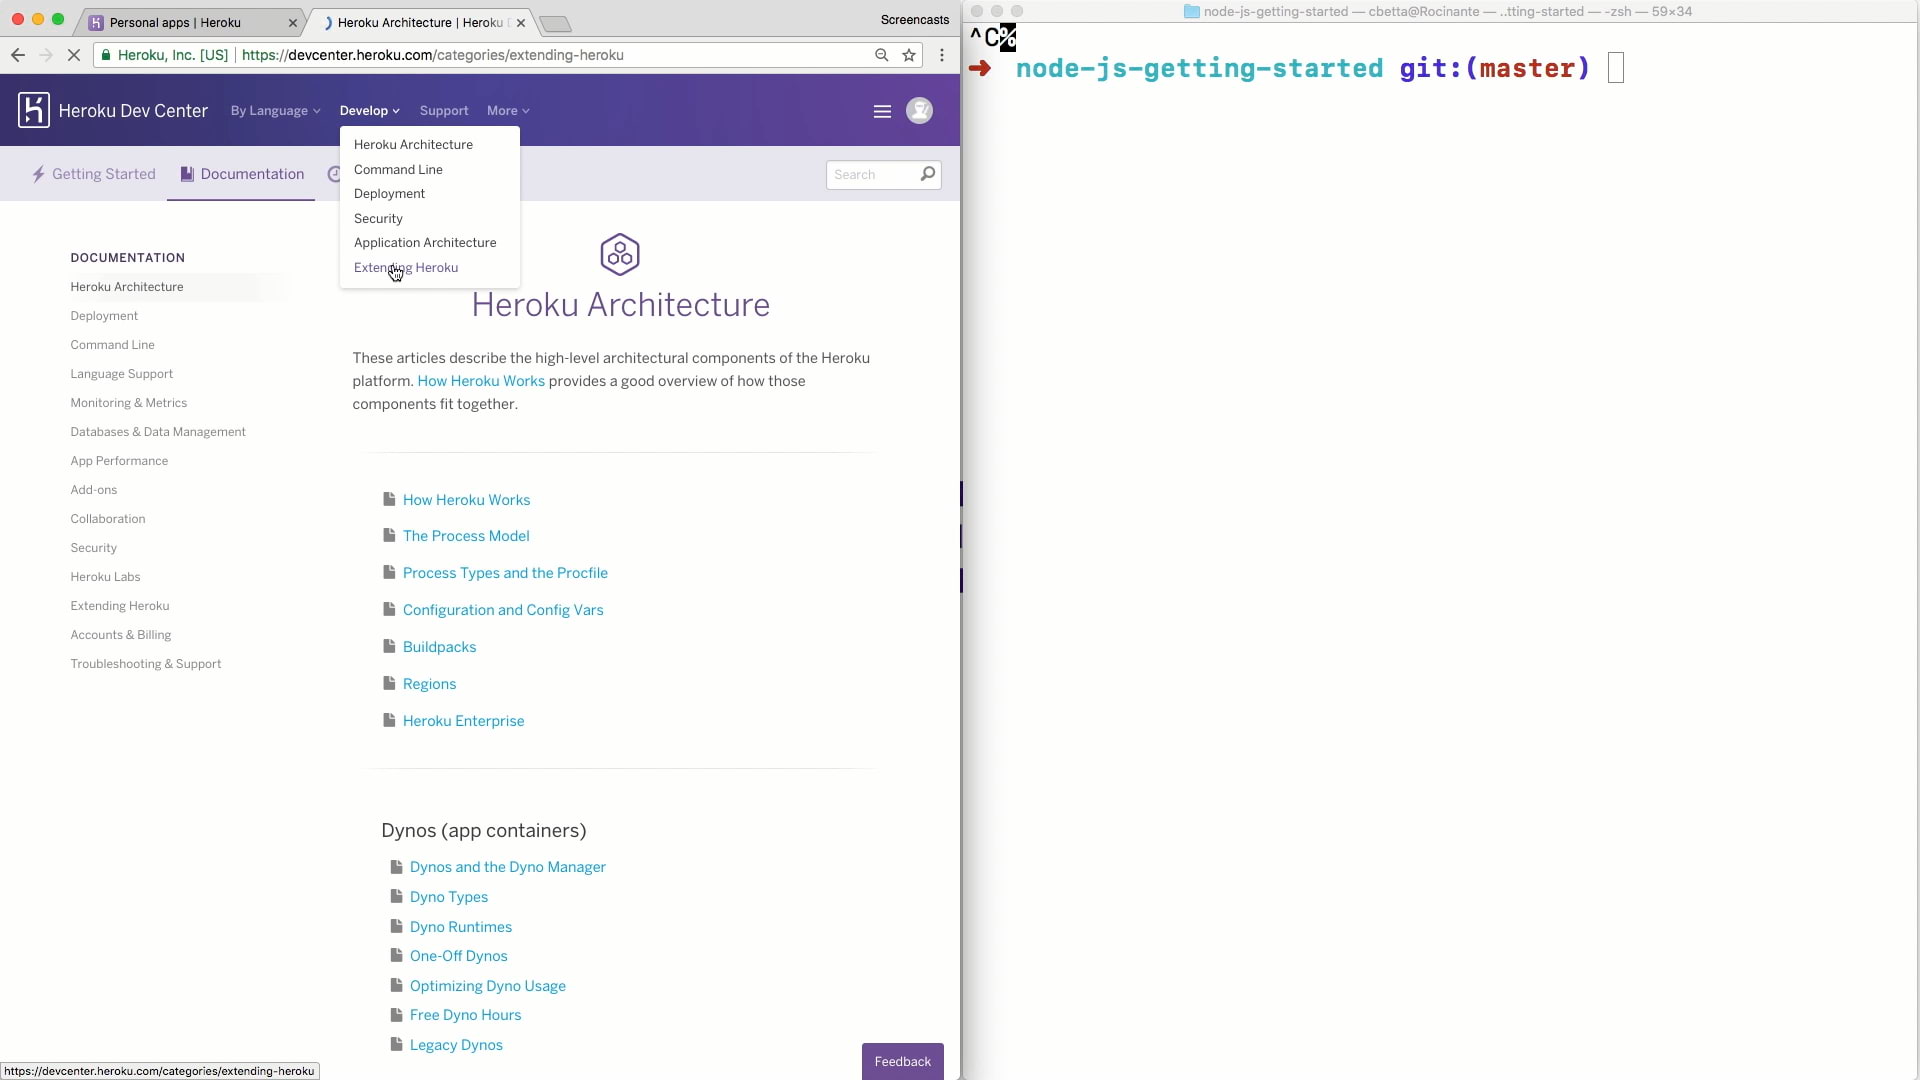 Personal apps | Heroku
Heroku Architecture | Heroku D
Screencasts
Heroku, Inc. [US]
https://devcenter.heroku.com/categories/extending-heroku
Heroku Dev Center
By Language
Develop
Support
More
Heroku Architecture
Command Line
Deployment
Security
Application Architecture
Extending Heroku
Getting Started
Documentation
Search
DOCUMENTATION
Heroku Architecture
Deployment
Command Line
Language Support
Monitoring & Metrics
Databases & Data Management
App Performance
Add-ons
Collaboration
Security
Heroku Labs
Extending Heroku
Accounts & Billing
Troubleshooting & Support
Heroku Architecture
These articles describe the high-level architectural components of the Heroku
platform. How Heroku Works provides a good overview of how those
components fit together.
How Heroku Works
The Process Model
Process Types and the Procfile
Configuration and Config Vars
Buildpacks
Regions
Heroku Enterprise
Dynos (app containers)
Dynos and the Dyno Manager
Dyno Types
Dyno Runtimes
One-Off Dynos
Optimizing Dyno Usage
Free Dyno Hours
Legacy Dynos
Feedback
https://devcenter.heroku.com/categories/extending-heroku
node-js-getting-started — cbetta@Rocinante — ..tting-started — -zsh — 59×34
^C%
➜ node-js-getting-started git:(master)